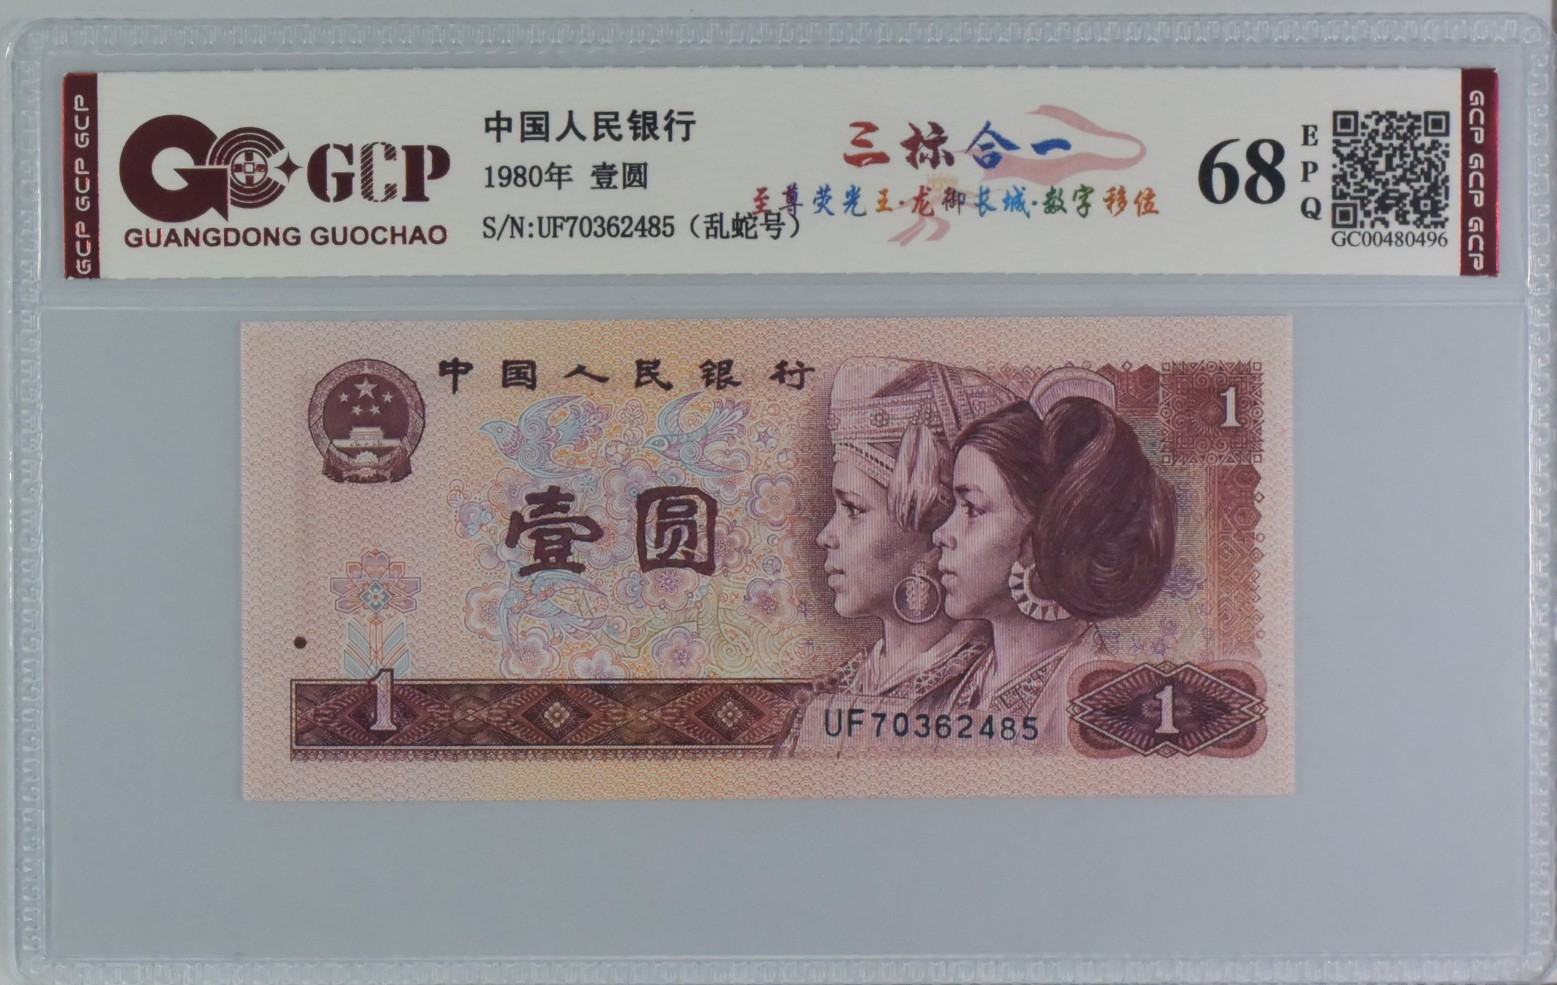 GCP GCP GCP
GCP
GUANGDONG GUOCHAO
中国人民银行
1980年 壹圆
S/N:UF70362485（乱蛇号）
三标合一
至尊荧光王·龙御长城·数字移位
68
EPQ
GC00480496
GCP GCP GCP
中国人民银行
1
壹圆
1
UF70362485
1